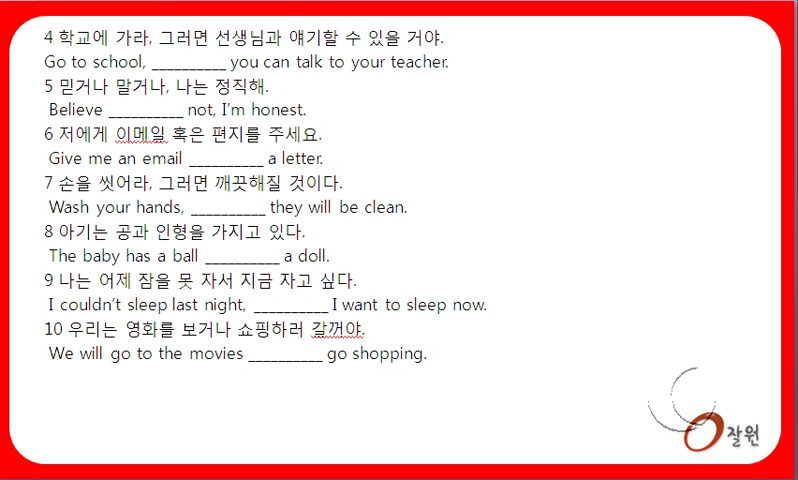 4 학교에 가라, 그러면 선생님과 얘기할 수 있을 거야.
Go to school, __________ you can talk to your teacher.
5 믿거나 말거나, 나는 정직해.
Believe __________ not, I'm honest.
6 저에게 이메일 혹은 편지를 주세요.
Give me an email __________ a letter.
7 손을 씻어라, 그러면 깨끗해질 것이다.
Wash your hands, __________ they will be clean.
8 아기는 공과 인형을 가지고 있다.
The baby has a ball __________ a doll.
9 나는 어제 잠을 못 자서 지금 자고 싶다.
I couldn't sleep last night, __________ I want to sleep now.
10 우리는 영화를 보거나 쇼핑하러 갈꺼야.
We will go to the movies __________ go shopping.
잘원